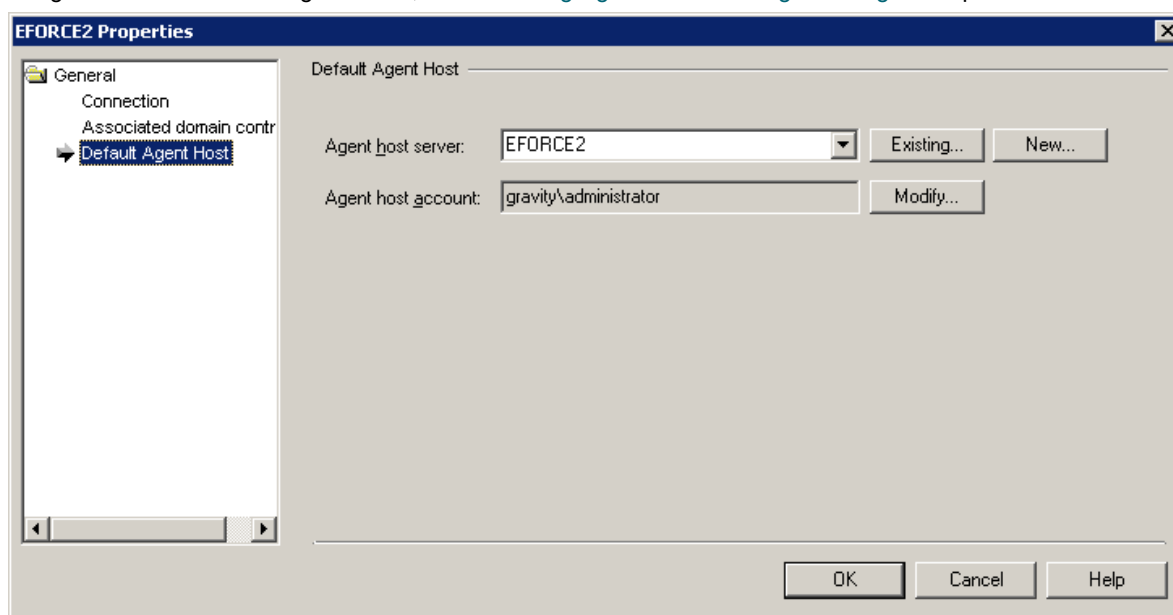 EFORCE2 Properties
General
Connection
Associated domain contr
Default Agent Host
Default Agent Host
Agent host server:
EFORCE2
Existing...
New...
Agent host account:
gravity\administrator
Modify...
OK
Cancel
Help